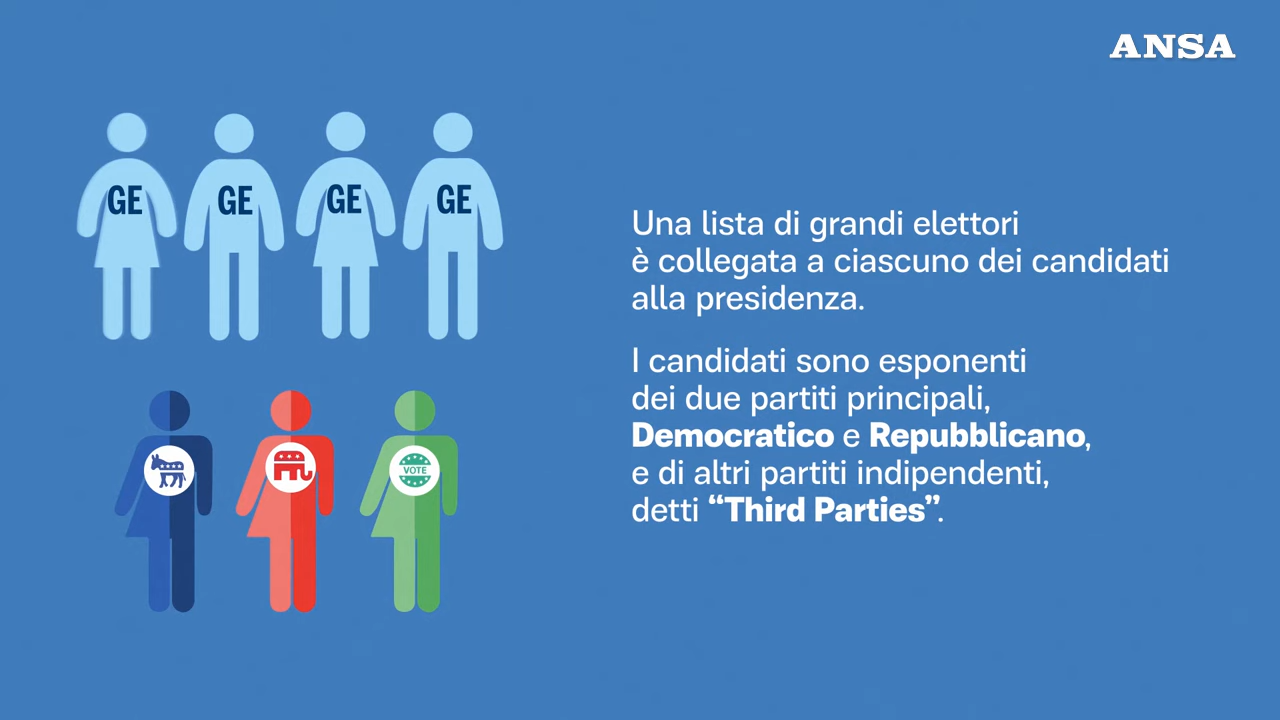 ANSA
GE GE GE GE
Una lista di grandi elettori
è collegata a ciascuno dei candidati
alla presidenza.
I candidati sono esponenti
dei due partiti principali,
Democratico e Repubblicano,
e di altri partiti indipendenti,
detti “Third Parties”.
VOTE